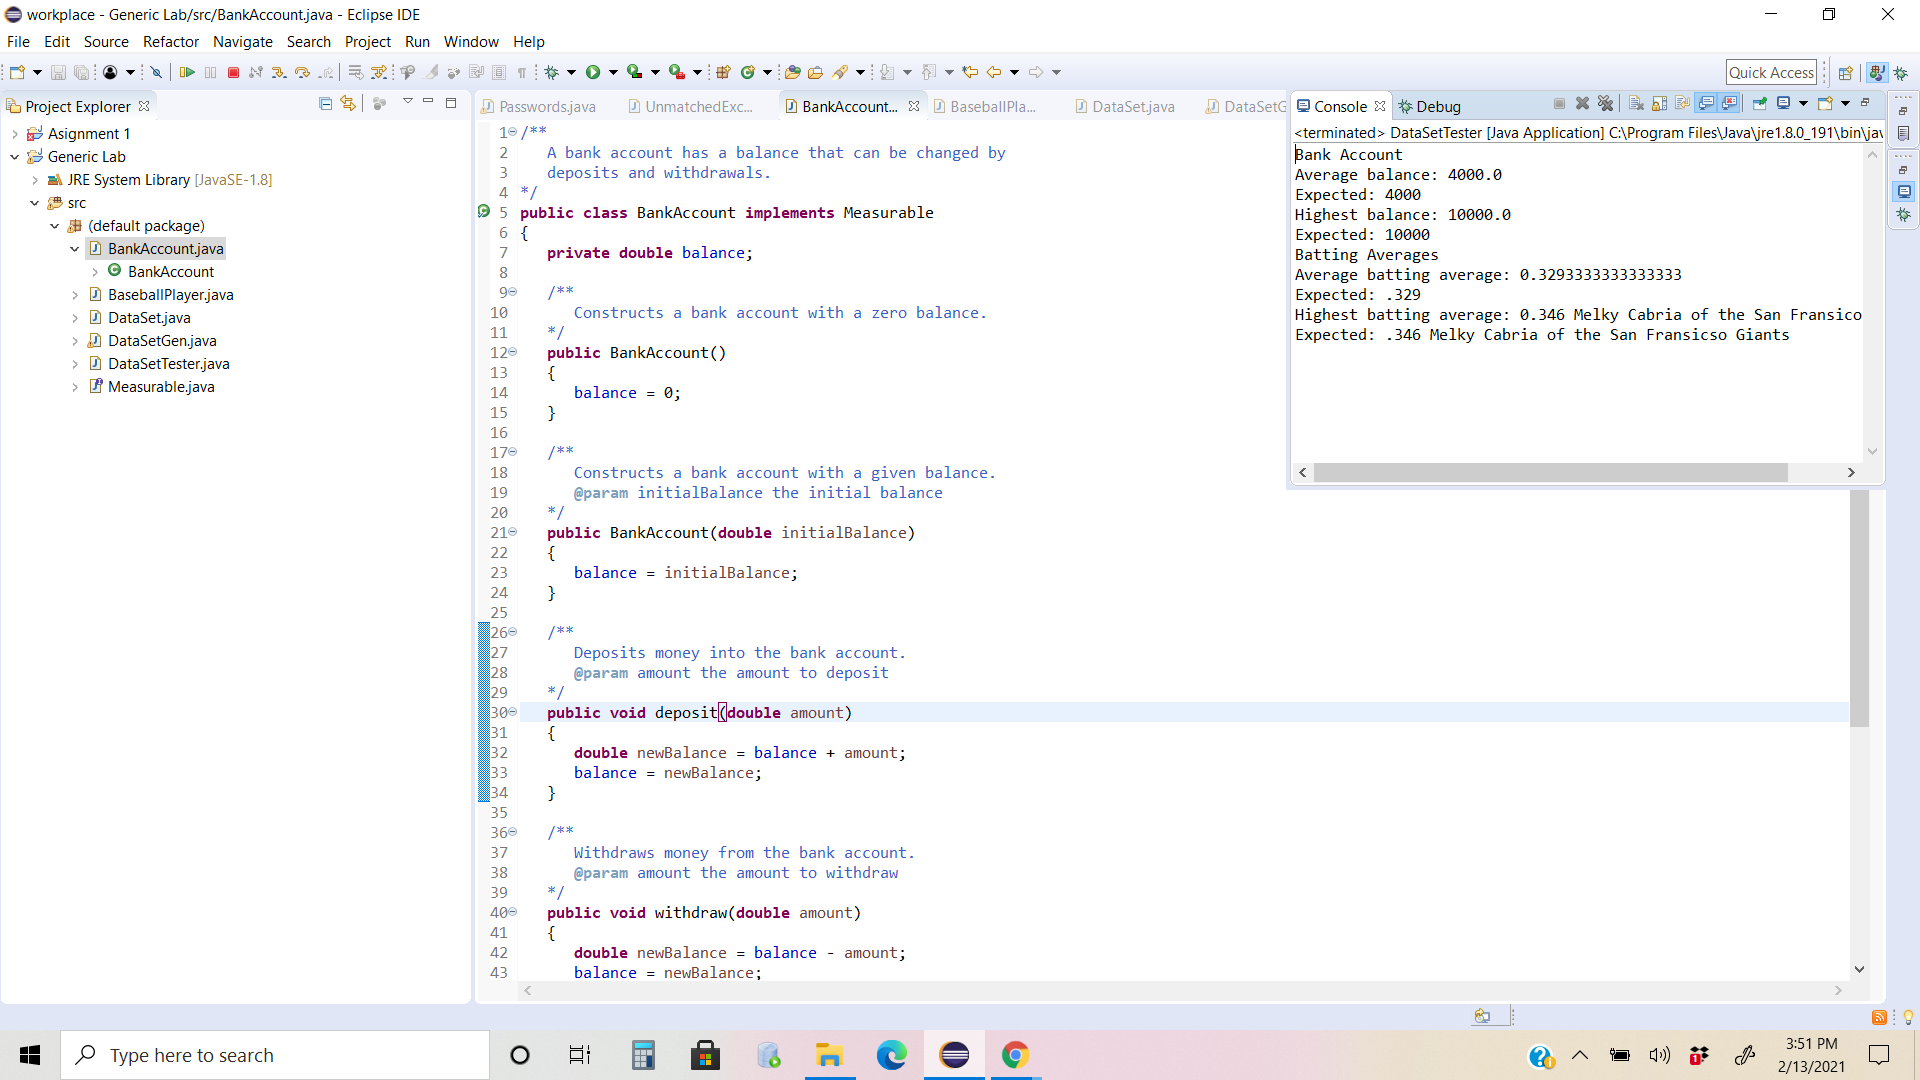 workplace - Generic Lab/src/BankAccount.java - Eclipse IDE
File Edit Source Refactor Navigate Search Project Run Window Help
Quick Access
Project Explorer
Asignment 1
Generic Lab
JRE System Library [JavaSE-1.8]
src
(default package)
BankAccount.java
BankAccount
BaseballPlayer.java
DataSet.java
DataSetGen.java
DataSetTester.java
Measurable.java
Passwords.java UnmatchedExc... BankAccount... BaseballPla... DataSet.java DataSetG
1 /**
2 A bank account has a balance that can be changed by
3 deposits and withdrawals.
4 */
5 public class BankAccount implements Measurable
6 {
7 private double balance;
8
9 /**
10 Constructs a bank account with a zero balance.
11 */
12 public BankAccount()
13 {
14 balance = 0;
15 }
16
17 /**
18 Constructs a bank account with a given balance.
19 @param initialBalance the initial balance
20 */
21 public BankAccount(double initialBalance)
22 {
23 balance = initialBalance;
24 }
25
26 /**
27 Deposits money into the bank account.
28 @param amount the amount to deposit
29 */
30 public void deposit(double amount)
31 {
32 double newBalance = balance + amount;
33 balance = newBalance;
34 }
35
36 /**
37 Withdraws money from the bank account.
38 @param amount the amount to withdraw
39 */
40 public void withdraw(double amount)
41 {
42 double newBalance = balance - amount;
43 balance = newBalance;
Console Debug
<terminated> DataSetTester [Java Application] C:\Program Files\Java\jre1.8.0_191\bin\jav
Bank Account
Average balance: 4000.0
Expected: 4000
Highest balance: 10000.0
Expected: 10000
Batting Averages
Average batting average: 0.3293333333333333
Expected: .329
Highest batting average: 0.346 Melky Cabria of the San Fransico
Expected: .346 Melky Cabria of the San Fransicso Giants
Type here to search
3:51 PM
2/13/2021